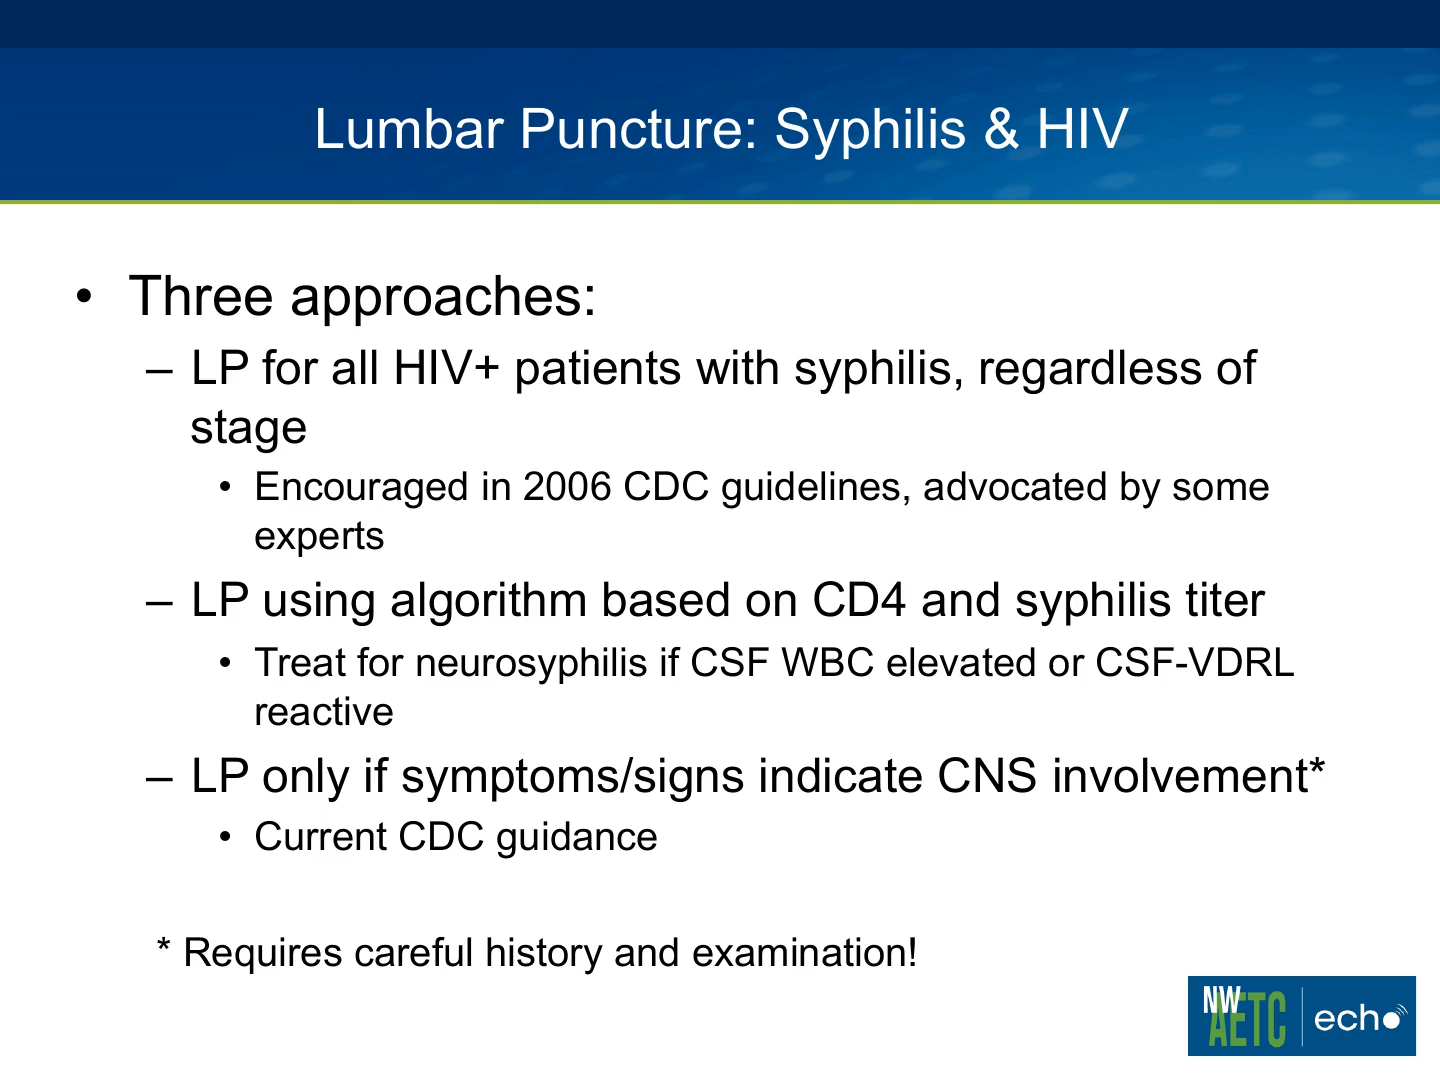 Lumbar Puncture: Syphilis & HIV
• Three approaches:
– LP for all HIV+ patients with syphilis, regardless of
stage
• Encouraged in 2006 CDC guidelines, advocated by some
experts
– LP using algorithm based on CD4 and syphilis titer
• Treat for neurosyphilis if CSF WBC elevated or CSF-VDRL
reactive
– LP only if symptoms/signs indicate CNS involvement*
• Current CDC guidance
* Requires careful history and examination!
NW
AETC
echo